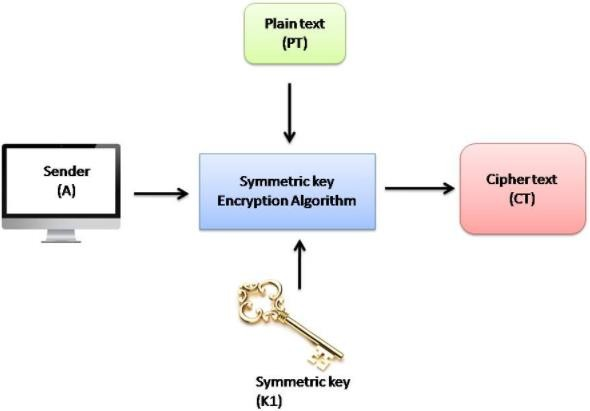 Plain text
(PT)
Sender
(A)
Symmetric key
Encryption Algorithm
Cipher text
(CT)
Symmetric key
(K1)